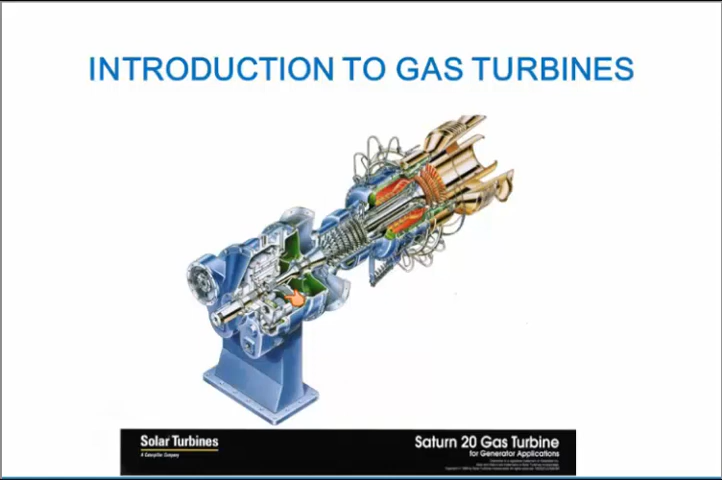 INTRODUCTION TO GAS TURBINES
Solar Turbines
A Caterpillar Company
Saturn 20 Gas Turbine
for Generator Applications